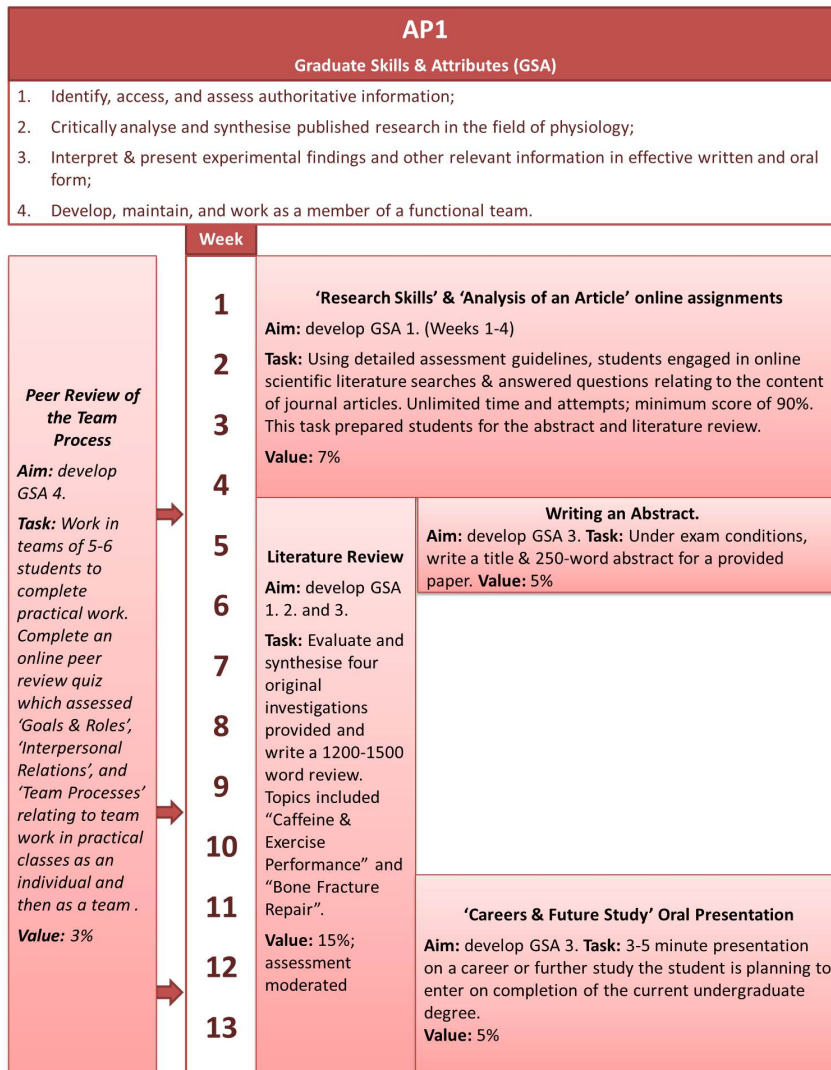 AP1
Graduate Skills & Attributes (GSA)
1. Identify, access, and assess authoritative information;
2. Critically analyse and synthesise published research in the field of physiology;
3. Interpret & present experimental findings and other relevant information in effective written and oral
form;
4. Develop, maintain, and work as a member of a functional team.
Week
Peer Review of
the Team
Process
Aim: develop
GSA 4.
Task: Work in
teams of 5-6
students to
complete
practical work.
Complete an
online peer
review quiz
which assessed
‘Goals & Roles’,
‘Interpersonal
Relations’, and
‘Team Processes’
relating to team
work in practical
classes as an
individual and
then as a team .
Value: 3%
1
2
3
4
5
6
7
8
9
10
11
12
13
‘Research Skills’ & ‘Analysis of an Article’ online assignments
Aim: develop GSA 1. (Weeks 1-4)
Task: Using detailed assessment guidelines, students engaged in online
scientific literature searches & answered questions relating to the content
of journal articles. Unlimited time and attempts; minimum score of 90%.
This task prepared students for the abstract and literature review.
Value: 7%
Literature Review
Aim: develop GSA
1. 2. and 3.
Task: Evaluate and
synthesise four
original
investigations
provided and
write a 1200-1500
word review.
Topics included
“Caffeine &
Exercise
Performance” and
“Bone Fracture
Repair”.
Value: 15%;
assessment
moderated
Writing an Abstract.
Aim: develop GSA 3. Task: Under exam conditions,
write a title & 250-word abstract for a provided
paper. Value: 5%
‘Careers & Future Study’ Oral Presentation
Aim: develop GSA 3. Task: 3-5 minute presentation
on a career or further study the student is planning to
enter on completion of the current undergraduate
degree.
Value: 5%